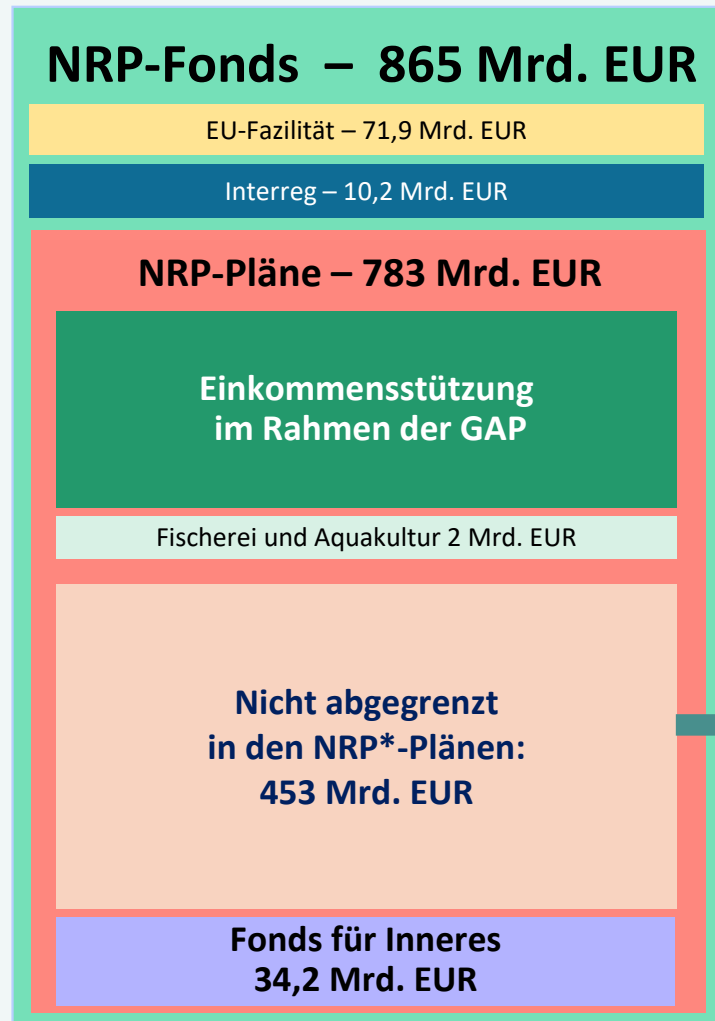 NRP-Fonds – 865 Mrd. EUR
EU-Fazilität – 71,9 Mrd. EUR
Interreg – 10,2 Mrd. EUR
NRP-Pläne – 783 Mrd. EUR
Einkommensstützung
im Rahmen der GAP
Fischerei und Aquakultur 2 Mrd. EUR
Nicht abgegrenzt
in den NRP*-Plänen:
453 Mrd. EUR
Fonds für Inneres
34,2 Mrd. EUR